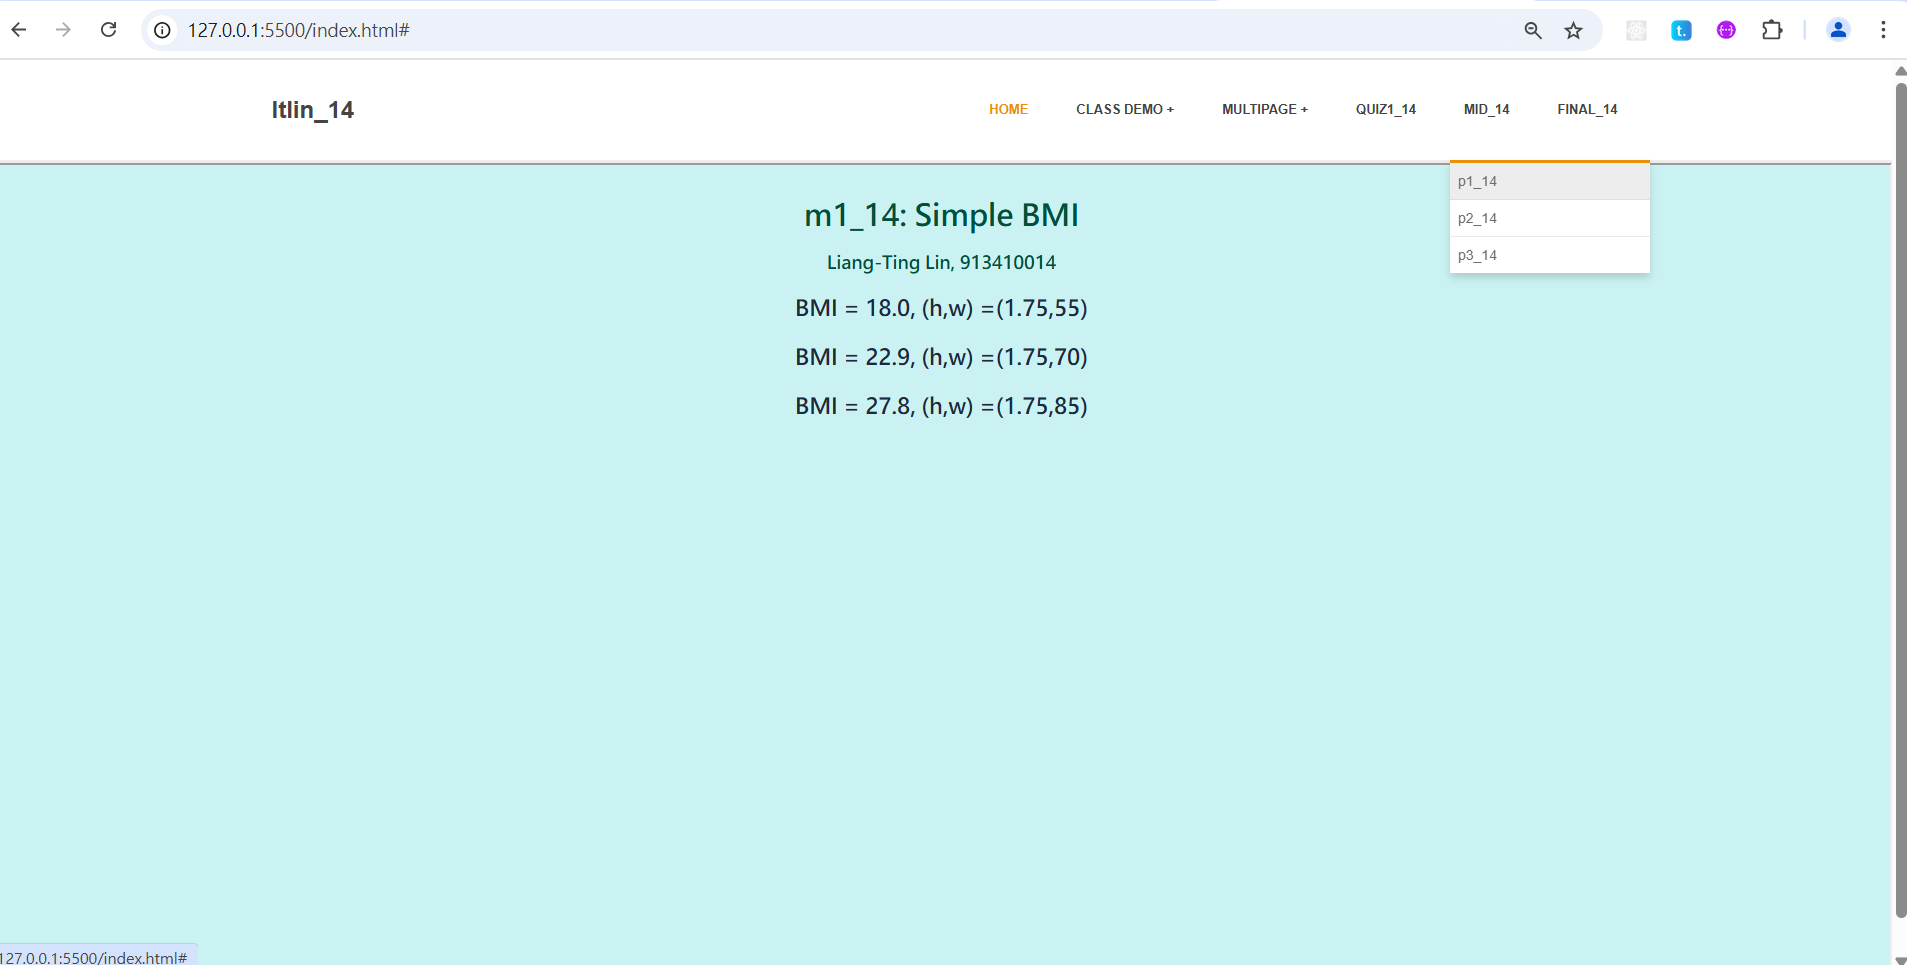 127.0.0.1:5500/index.html#
ltlin_14
HOME
CLASS DEMO +
MULTIPAGE +
QUIZ1_14
MID_14
FINAL_14
p1_14
p2_14
p3_14
m1_14: Simple BMI
Liang-Ting Lin, 913410014
BMI = 18.0, (h,w) =(1.75,55)
BMI = 22.9, (h,w) =(1.75,70)
BMI = 27.8, (h,w) =(1.75,85)
127.0.0.1:5500/index.html#